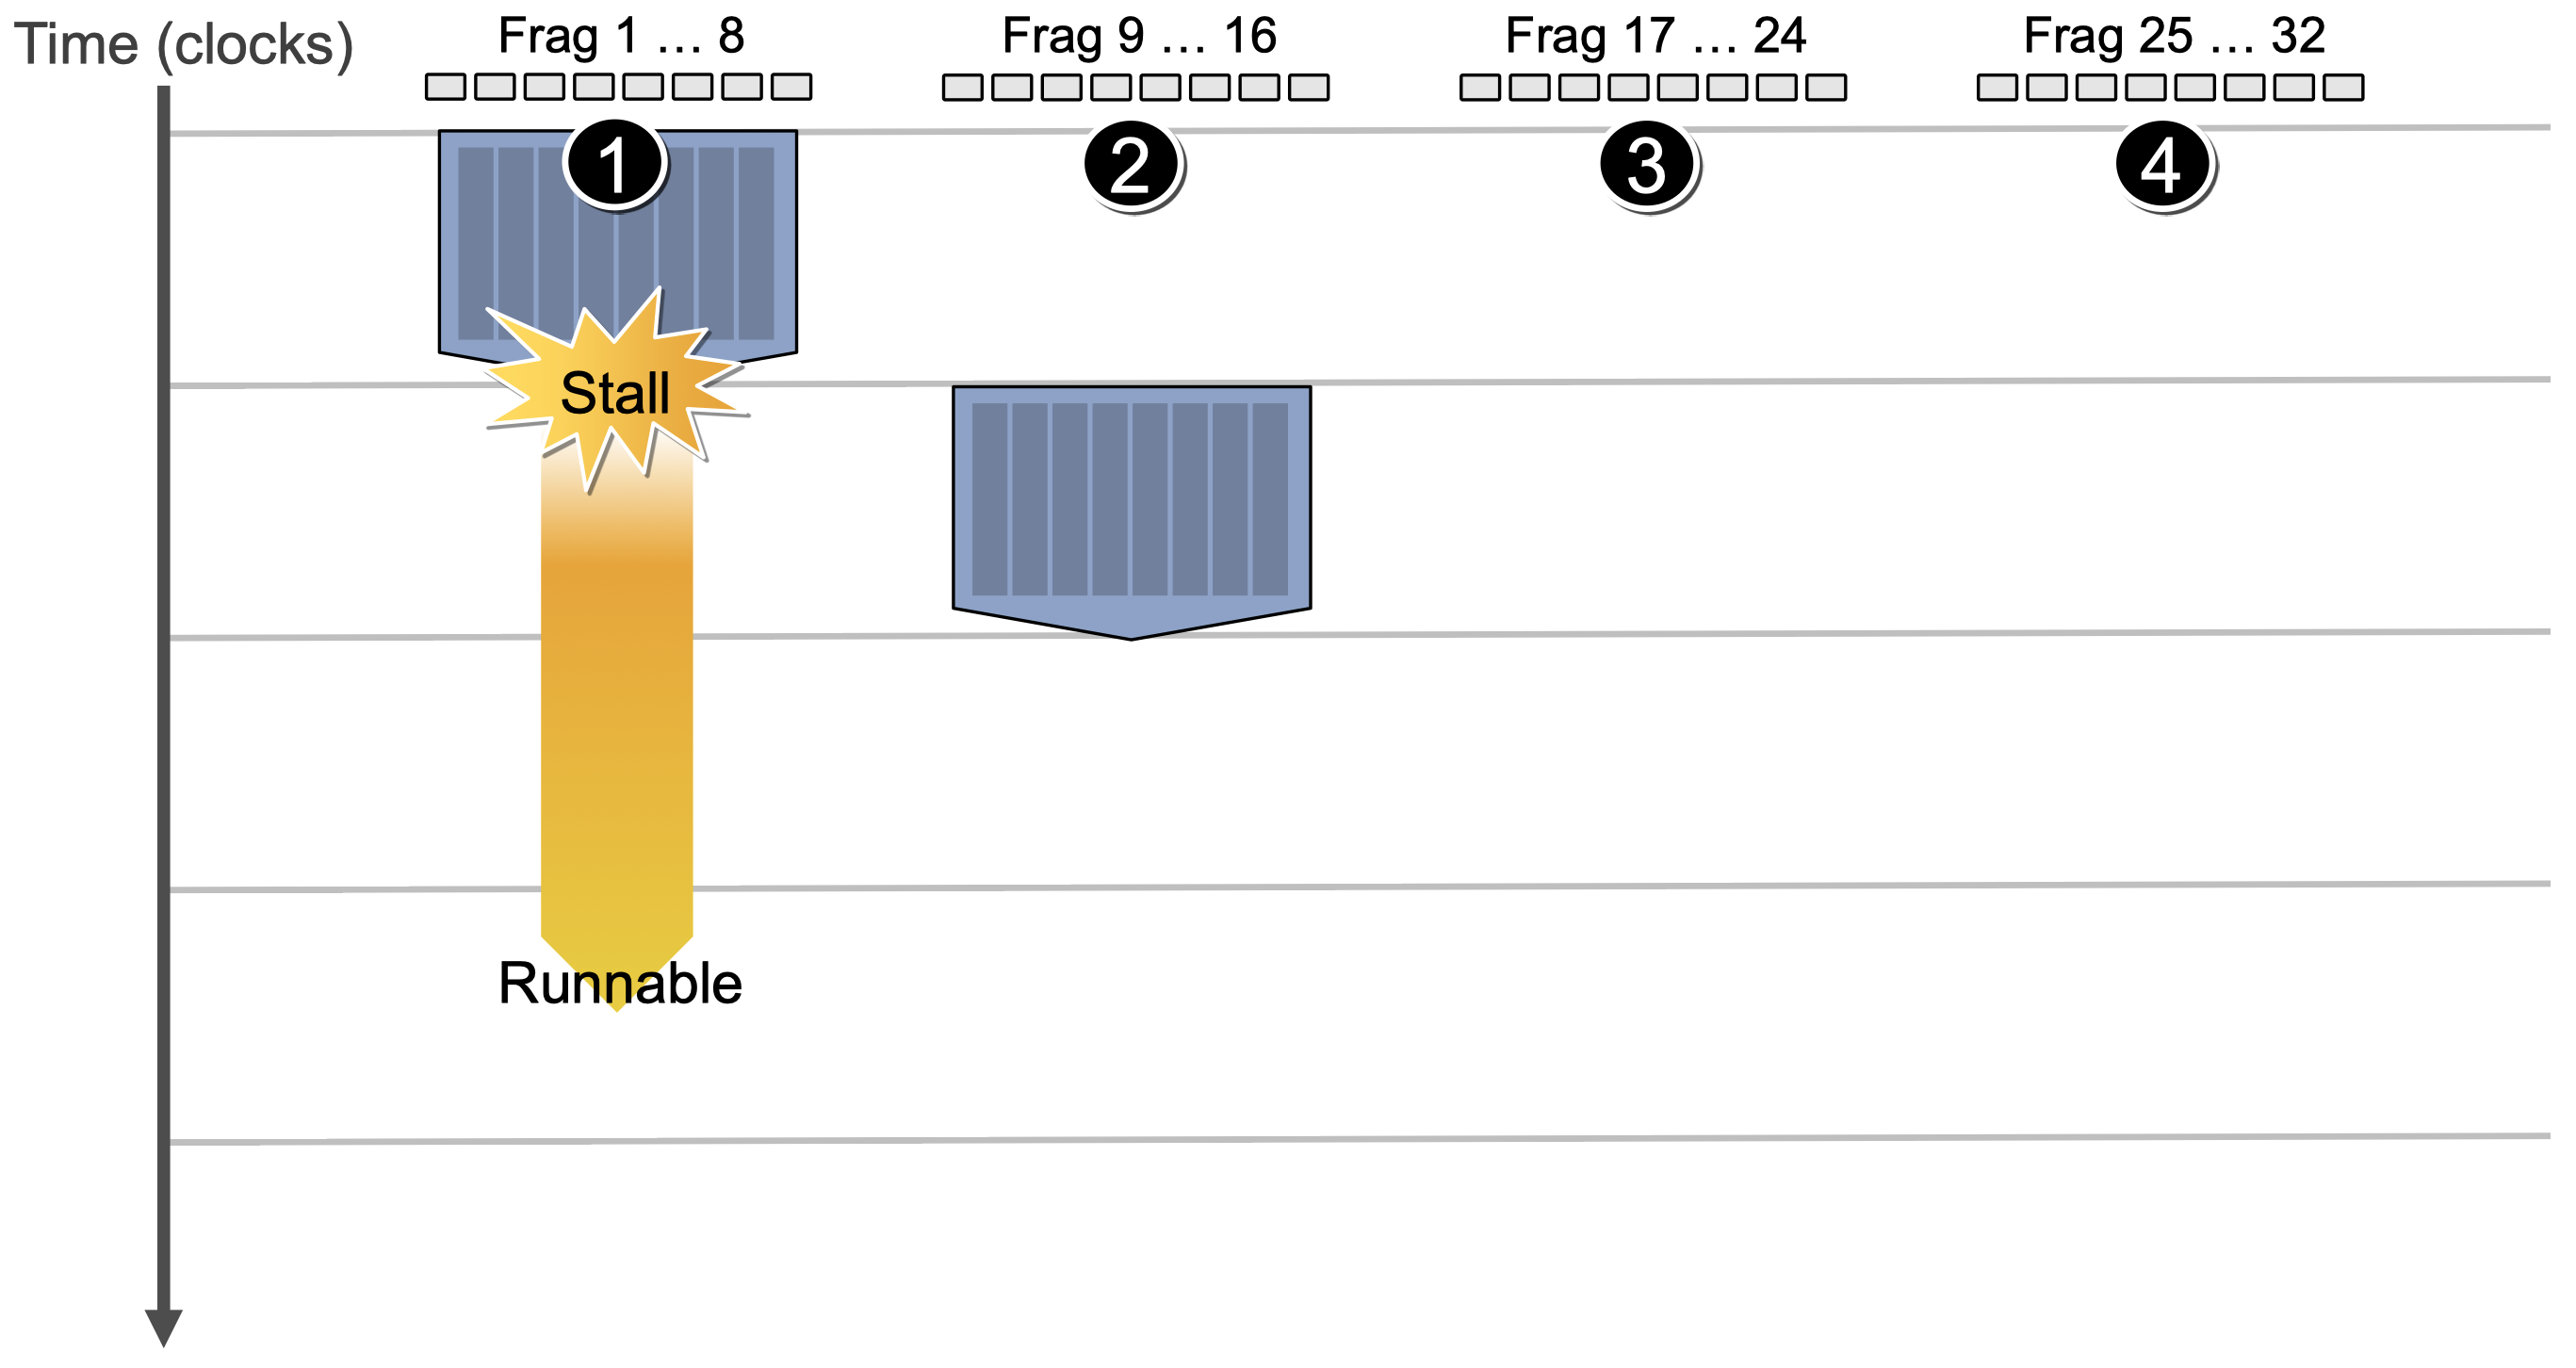 Time (clocks)
Frag 1 … 8
Frag 9 … 16
Frag 17 … 24
Frag 25 … 32
1
2
3
4
Stall
Runnable